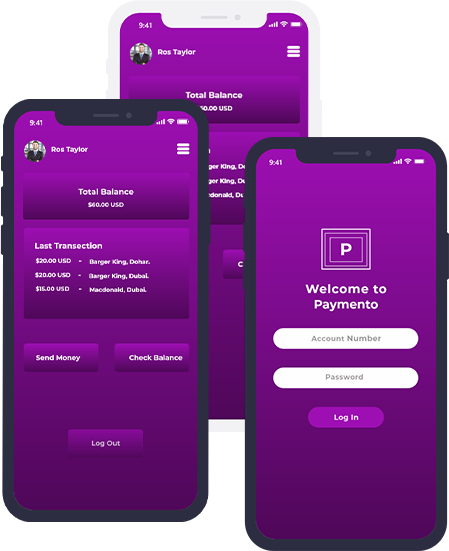 9:41
Ros Taylor
Total Balance
60.00 USD
Barger King, Do
Barger King, Du
Macdonald, Du
9:41
Ros Taylor
Total Balance
$60.00 USD
Last Transection
$20.00 USD - Barger King, Dohar.
$20.00 USD - Barger King, Dubai.
$15.00 USD - Macdonald, Dubai.
Send Money
Check Balance
Log Out
9:41
P
Welcome to
Paymento
Account Number
Password
Log In